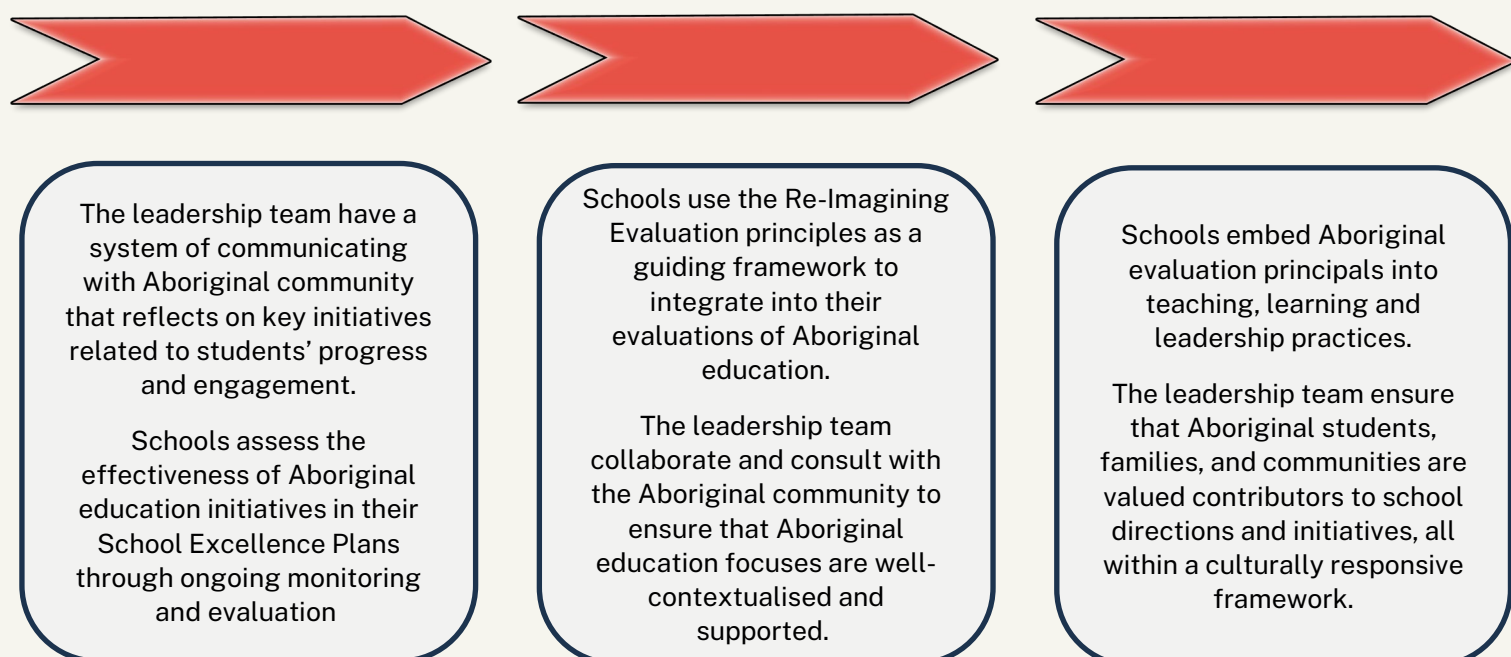 The leadership team have a
system of communicating
with Aboriginal community
that reflects on key initiatives
related to students’ progress
and engagement.
Schools assess the
effectiveness of Aboriginal
education initiatives in their
School Excellence Plans
through ongoing monitoring
and evaluation
Schools use the Re-Imagining
Evaluation principles as a
guiding framework to
integrate into their
evaluations of Aboriginal
education.
The leadership team
collaborate and consult with
the Aboriginal community to
ensure that Aboriginal
education focuses are well-
contextualised and
supported.
Schools embed Aboriginal
evaluation principals into
teaching, learning and
leadership practices.
The leadership team ensure
that Aboriginal students,
families, and communities are
valued contributors to school
directions and initiatives, all
within a culturally responsive
framework.